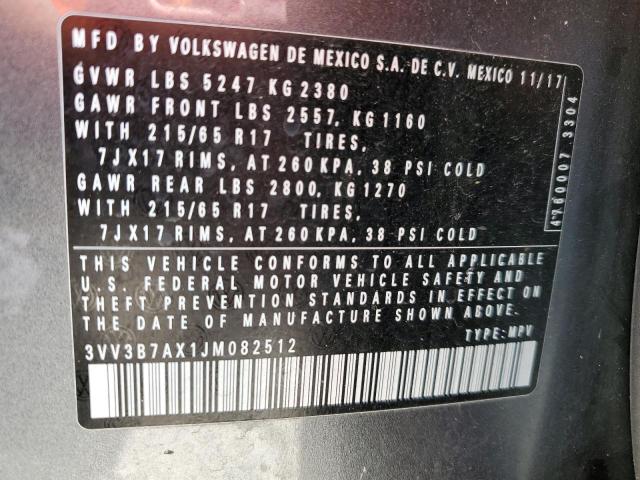 MFD BY VOLKSWAGEN DE MEXICO S.A. DE C.V. MEXICO 11/17
GVWR LBS 5247 KG 2380
GAWR FRONT LBS 2557, KG 1160
WITH 215/65 R17 TIRES,
7JX17 RIMS, AT 260 KPA, 38 PSI COLD
GAWR REAR LBS 2800, KG 1270
WITH 215/65 R17 TIRES,
7JX17 RIMS, AT 260 KPA, 38 PSI COLD
THIS VEHICLE CONFORMS TO ALL APPLICABLE
U.S. FEDERAL MOTOR VEHICLE SAFETY AND
THEFT PREVENTION STANDARDS IN EFFECT ON
THE DATE OF MANUFACTURE SHOWN ABOVE.
3VV3B7AX1JM082512 TYPE: MPV
3304